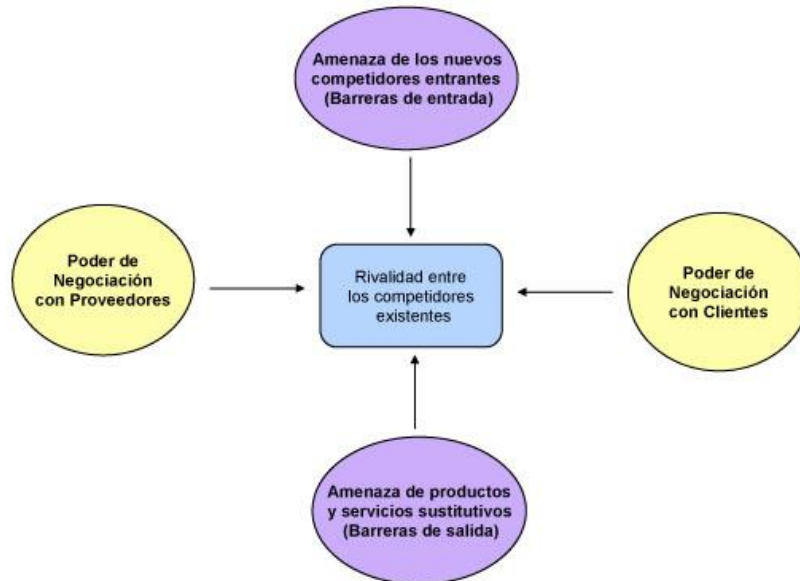 Amenaza de los nuevos
competidores entrantes
(Barreras de entrada)
Poder de
Negociación
con Proveedores
Rivalidad entre
los competidores
existentes
Poder de
Negociación
con Clientes
Amenaza de productos
y servicios sustitutivos
(Barreras de salida)